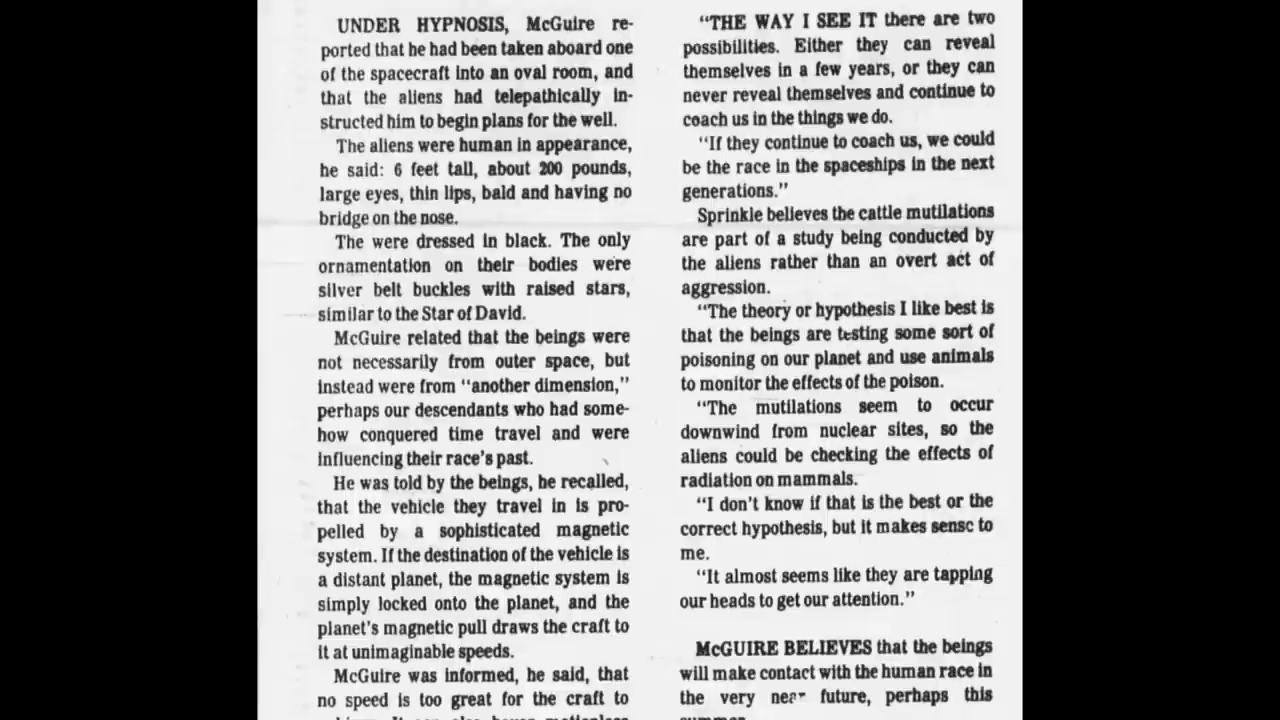 UNDER HYPNOSIS, McGuire re-
ported that he had been taken aboard one
of the spacecraft into an oval room, and
that the aliens had telepathically in-
structed him to begin plans for the well.
The aliens were human in appearance,
he said: 6 feet tall, about 200 pounds,
large eyes, thin lips, bald and having no
bridge on the nose.
The were dressed in black. The only
ornamentation on their bodies were
silver belt buckles with raised stars,
similar to the Star of David.
McGuire related that the beings were
not necessarily from outer space, but
instead were from "another dimension,"
perhaps our descendants who had some-
how conquered time travel and were
influencing their race's past.
He was told by the beings, he recalled,
that the vehicle they travel in is pro-
pelled by a sophisticated magnetic
system. If the destination of the vehicle is
a distant planet, the magnetic system is
simply locked onto the planet, and the
planet's magnetic pull draws the craft to
it at unimaginable speeds.
McGuire was informed, he said, that
no speed is too great for the craft to
"THE WAY I SEE IT there are two
possibilities. Either they can reveal
themselves in a few years, or they can
never reveal themselves and continue to
coach us in the things we do.
"If they continue to coach us, we could
be the race in the spaceships in the next
generations."
Sprinkle believes the cattle mutilations
are part of a study being conducted by
the aliens rather than an overt act of
aggression.
"The theory or hypothesis I like best is
that the beings are testing some sort of
poisoning on our planet and use animals
to monitor the effects of the poison.
"The mutilations seem to occur
downwind from nuclear sites, so the
aliens could be checking the effects of
radiation on mammals.
"I don't know if that is the best or the
correct hypothesis, but it makes sense to
me.
"It almost seems like they are tapping
our heads to get our attention."
McGUIRE BELIEVES that the beings
will make contact with the human race in
the very near future, perhaps this